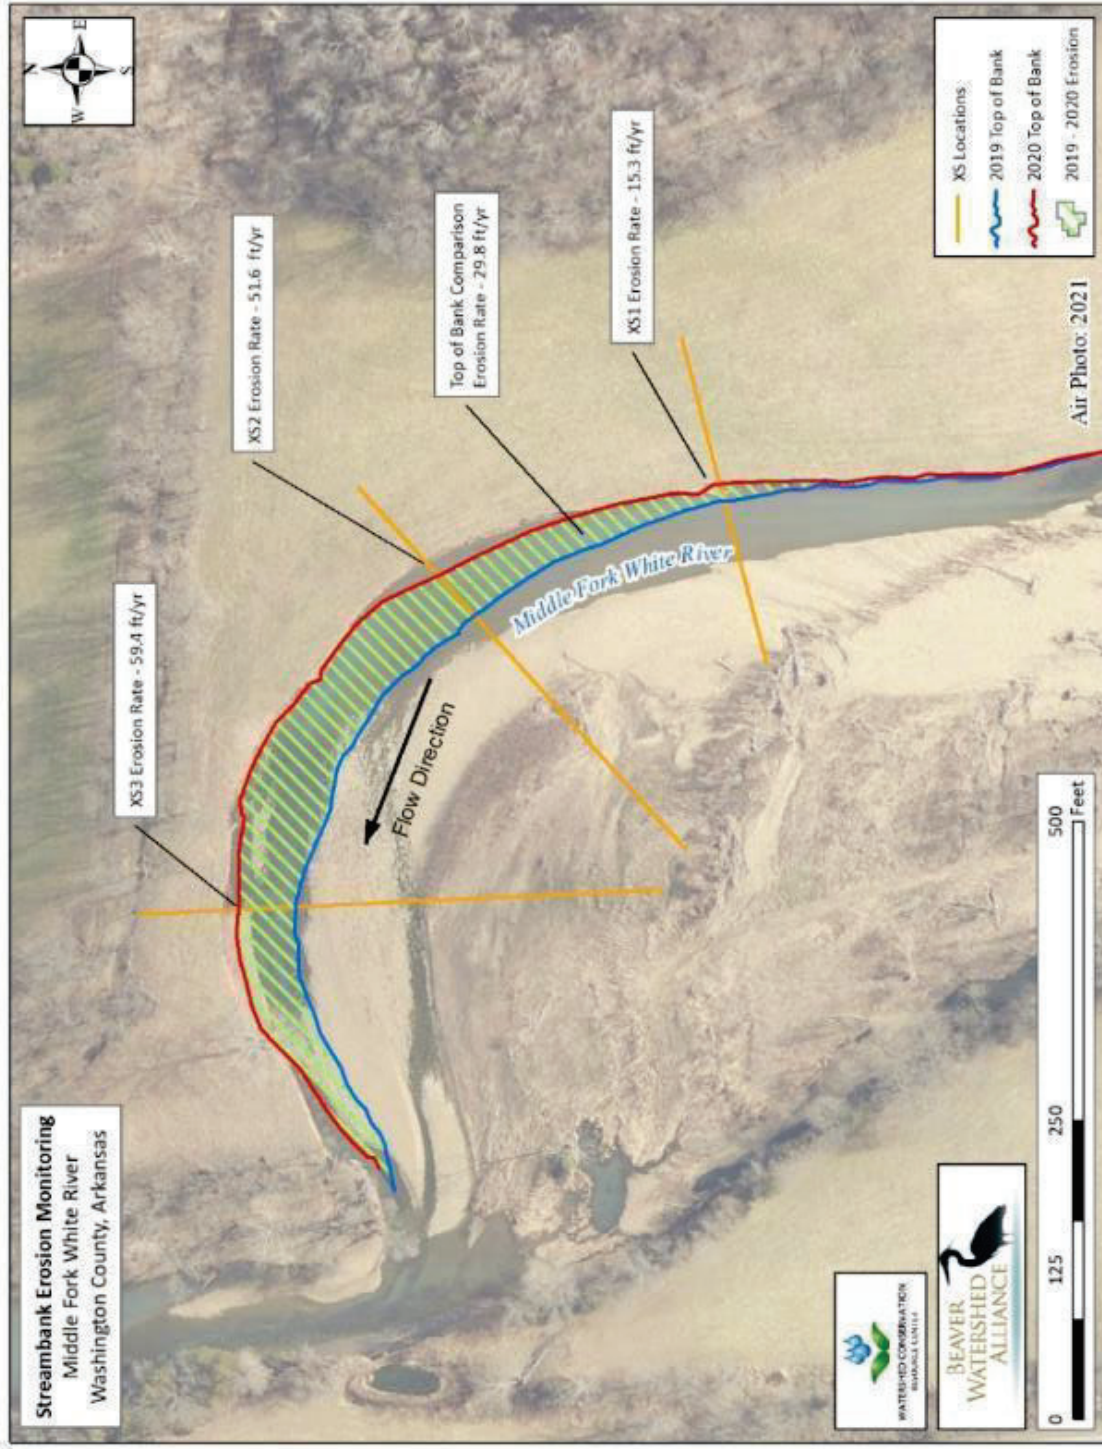 Streambank Erosion Monitoring
Middle Fork White River
Washington County, Arkansas
XS3 Erosion Rate - 59.4 ft/yr
XS2 Erosion Rate - 51.6 ft/yr
Top of Bank Comparison
Erosion Rate - 29.8 ft/yr
XS1 Erosion Rate - 15.3 ft/yr
N
E
S
W
Flow Direction
Middle Fork White River
WATERSHED CONSERVATION
RESOURCE CENTER
BEAVER
WATERSHED
ALLIANCE
0 125 250 500
Feet
Air Photo: 2021
XS Locations
2019 Top of Bank
2020 Top of Bank
2019 - 2020 Erosion